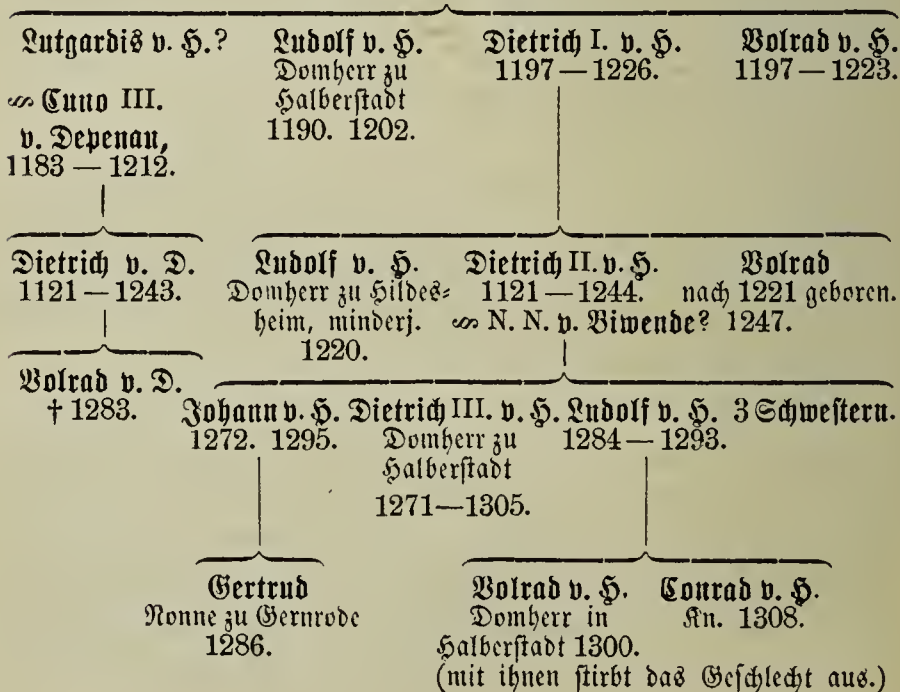 Lutgardis v. H.? Ludolf v. H. Dietrich I. v. H. Volrad v. H.
Domherr zu 1197—1226. 1197—1223.
∞ Cuno III. Halberstadt
v. Depenau, 1190. 1202.
1183 — 1212.
Dietrich v. D. Ludolf v. H. Dietrich II. v. H. Volrad
1121—1243. Domherr zu Hildes= 1121—1244. nach 1221 geboren.
heim, minderj. ∞ N. N. v. Biwende? 1247.
1220.
Volrad v. D.
† 1283. Johann v. H. Dietrich III. v. H. Ludolf v. H. 3 Schwestern.
1272. 1295. Domherr zu 1284—1293.
Halberstadt
1271—1305.
Gertrud Volrad v. H. Conrad v. H.
Nonne zu Gernrode Domherr in Kn. 1308.
1286. Halberstadt 1300.
(mit ihnen stirbt das Geschlecht aus.)